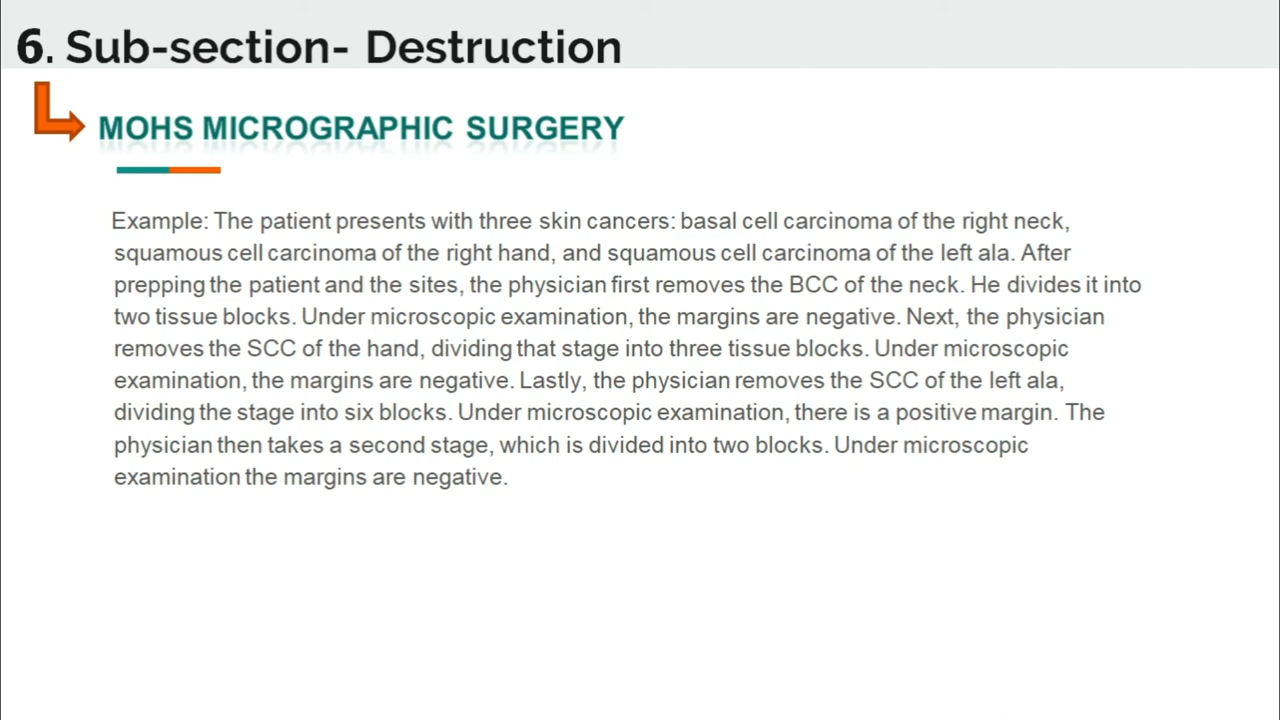 6. Sub-section- Destruction
MOHS MICROGRAPHIC SURGERY
Example: The patient presents with three skin cancers: basal cell carcinoma of the right neck,
squamous cell carcinoma of the right hand, and squamous cell carcinoma of the left ala. After
prepping the patient and the sites, the physician first removes the BCC of the neck. He divides it into
two tissue blocks. Under microscopic examination, the margins are negative. Next, the physician
removes the SCC of the hand, dividing that stage into three tissue blocks. Under microscopic
examination, the margins are negative. Lastly, the physician removes the SCC of the left ala,
dividing the stage into six blocks. Under microscopic examination, there is a positive margin. The
physician then takes a second stage, which is divided into two blocks. Under microscopic
examination the margins are negative.